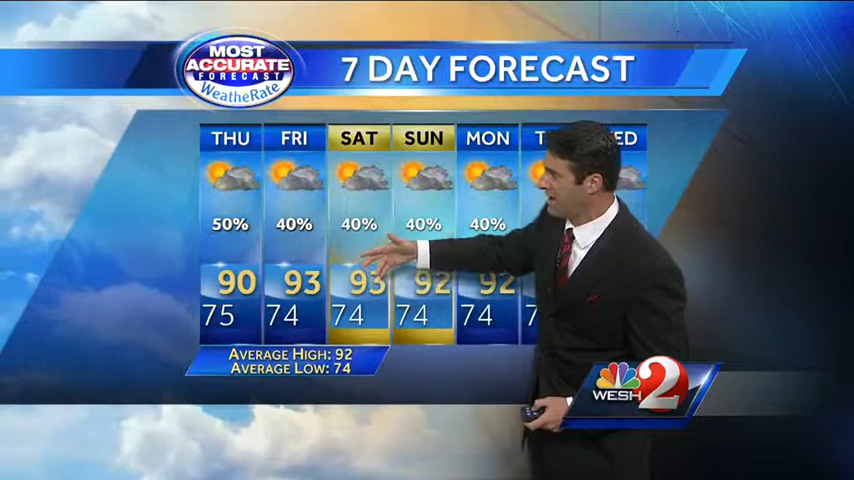 MOST
ACCURATE
FORECAST
WeatheRate
7 DAY FORECAST
THU FRI SAT SUN MON
50% 40% 40% 40% 40%
90 93 93 92 92
75 74 74 74 74
AVERAGE HIGH: 92
AVERAGE LOW: 74
WESH 2